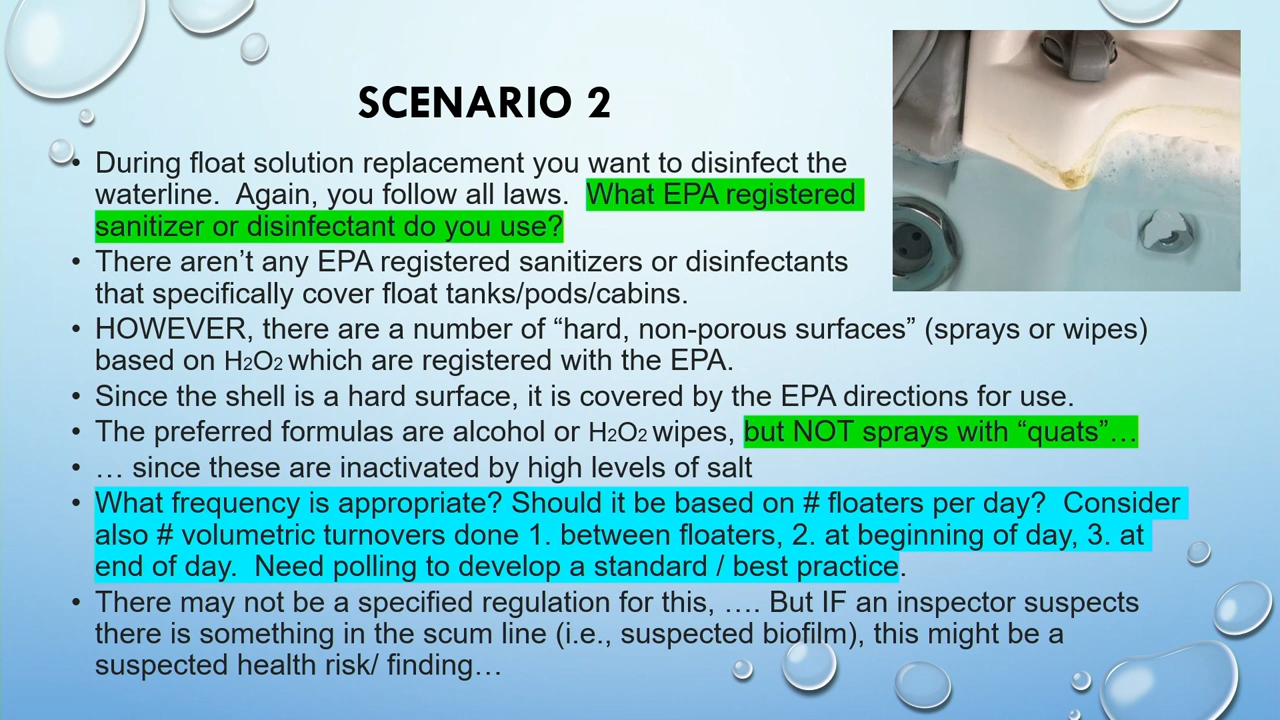 SCENARIO 2
• During float solution replacement you want to disinfect the
waterline.  Again, you follow all laws.  What EPA registered
sanitizer or disinfectant do you use?
• There aren’t any EPA registered sanitizers or disinfectants
that specifically cover float tanks/pods/cabins.
• HOWEVER, there are a number of “hard, non-porous surfaces” (sprays or wipes)
based on H2O2 which are registered with the EPA.
• Since the shell is a hard surface, it is covered by the EPA directions for use.
• The preferred formulas are alcohol or H2O2 wipes, but NOT sprays with “quats”…
• … since these are inactivated by high levels of salt
• What frequency is appropriate? Should it be based on # floaters per day?  Consider
also # volumetric turnovers done 1. between floaters, 2. at beginning of day, 3. at
end of day.  Need polling to develop a standard / best practice.
• There may not be a specified regulation for this, …. But IF an inspector suspects
there is something in the scum line (i.e., suspected biofilm), this might be a
suspected health risk/ finding…